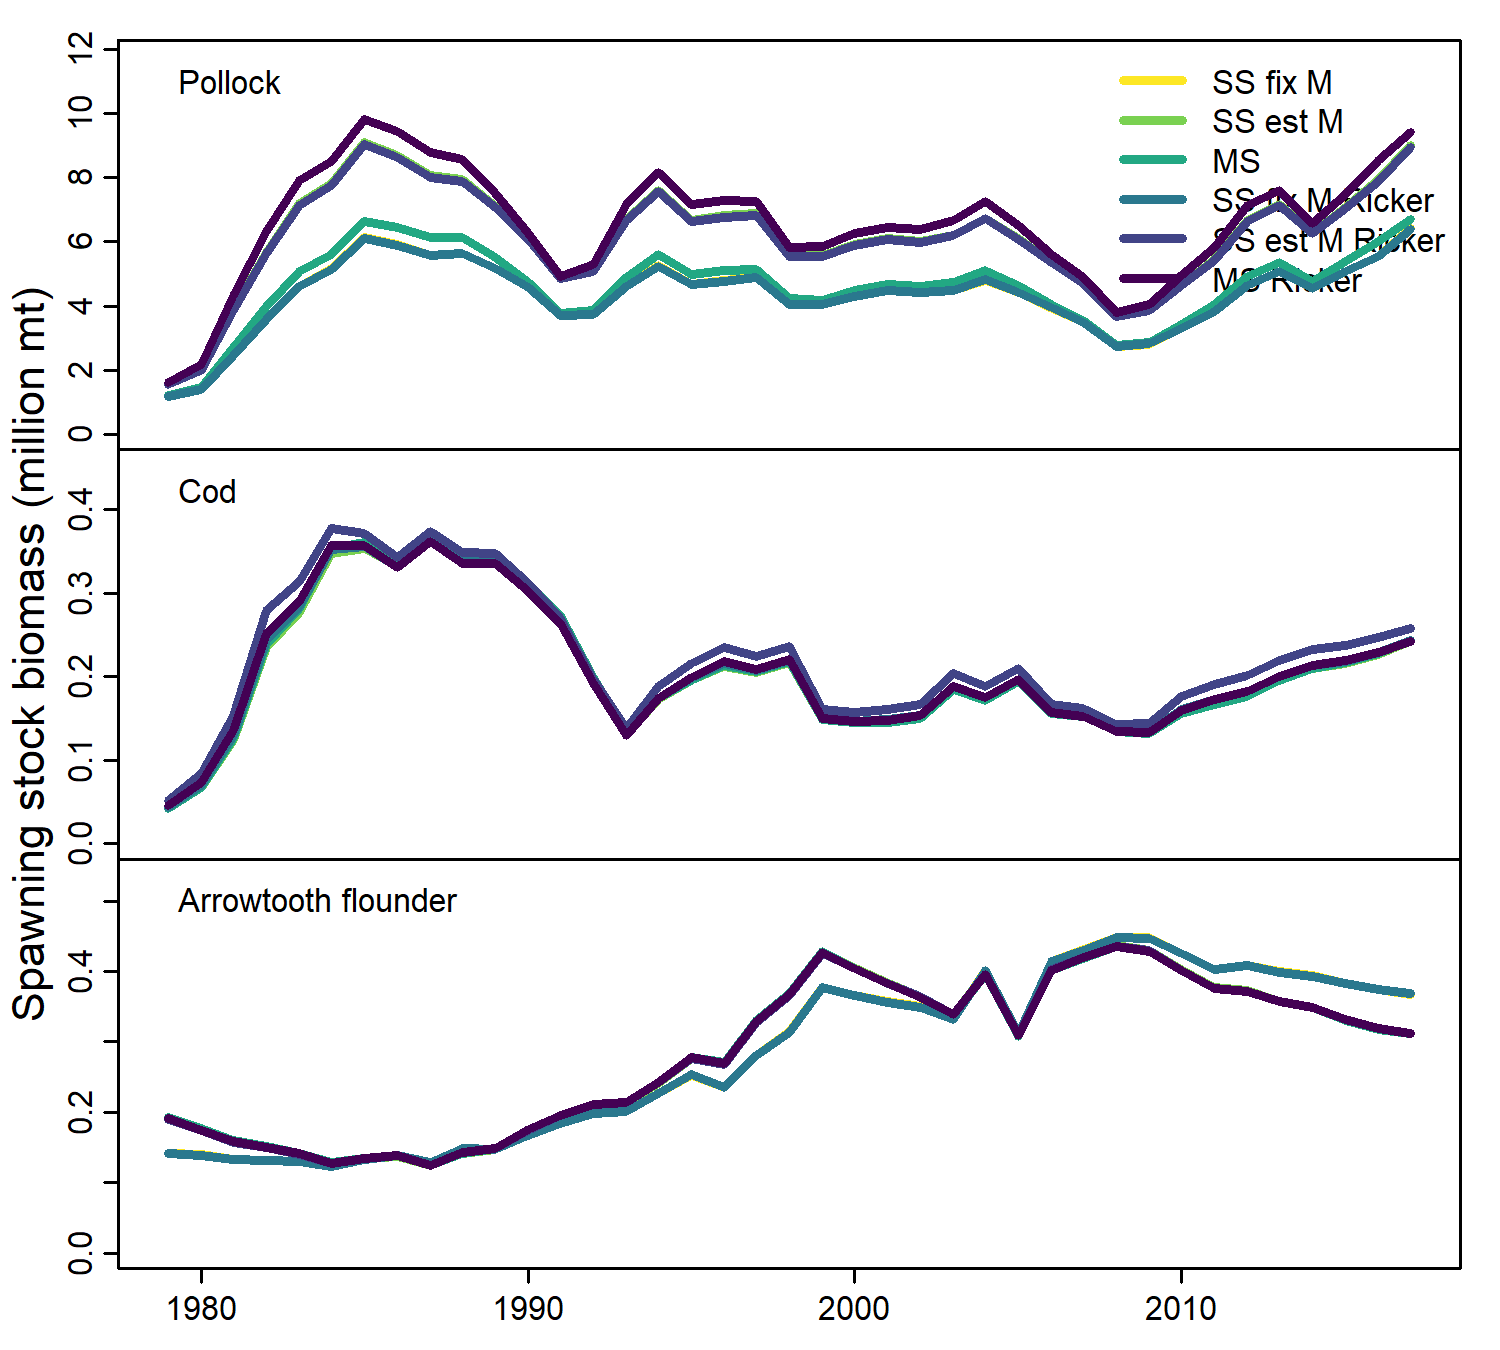 Spawning stock biomass (million mt)
Pollock
SS fix M
SS est M
MS
SS fix M Ricker
SS est M Ricker
MS Ricker
12
10
8
6
4
2
0
Cod
0.4
0.3
0.2
0.1
0.0
Arrowtooth flounder
0.4
0.2
0.0
1980 1990 2000 2010